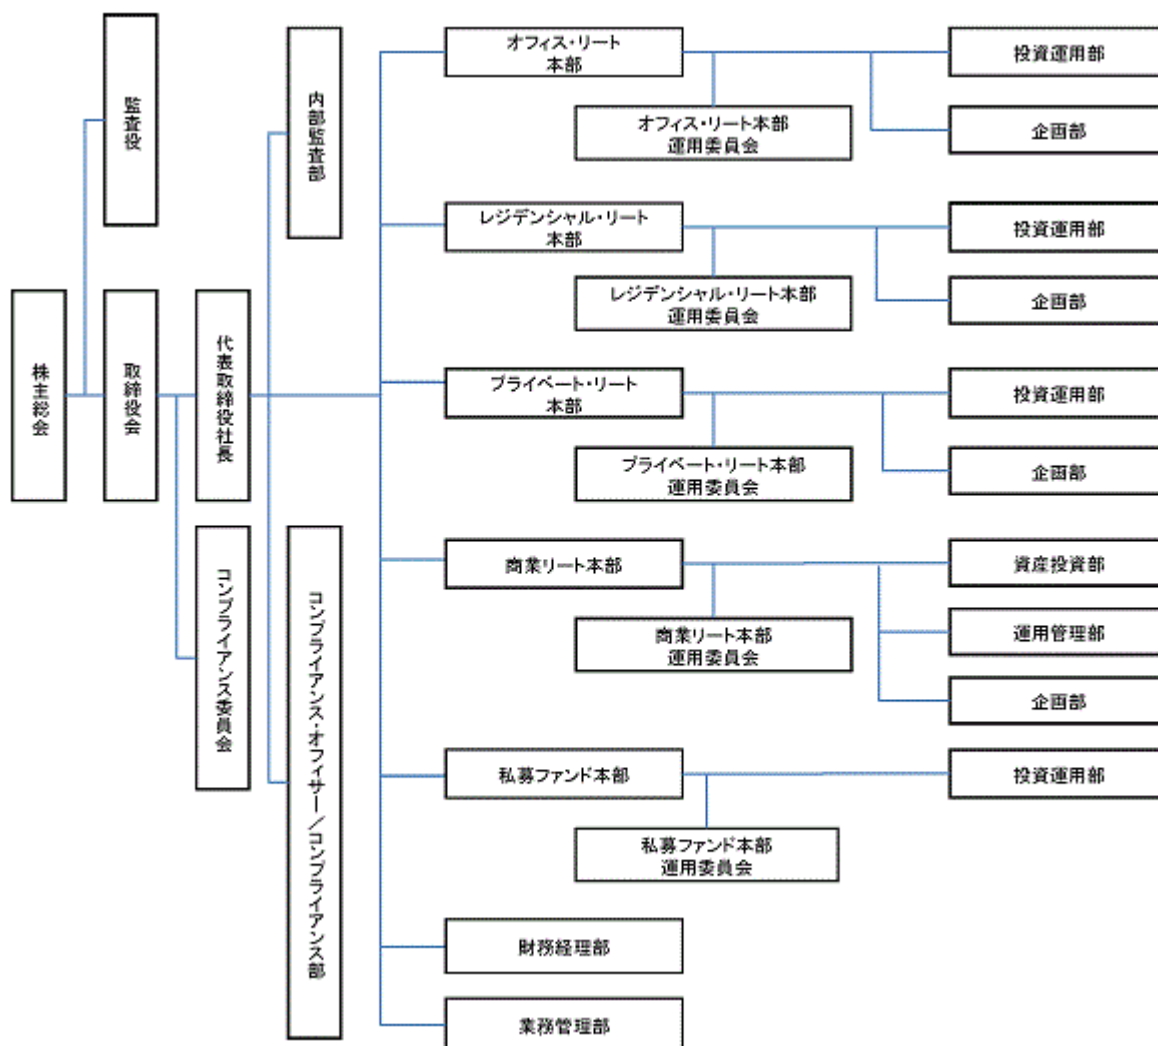 株主総会
監査役
取締役会
代表取締役社長
コンプライアンス委員会
内部監査部
コンプライアンス・オフィサー/コンプライアンス部
オフィス・リート
本部
オフィス・リート本部
運用委員会
投資運用部
企画部
レジデンシャル・リート
本部
レジデンシャル・リート本部
運用委員会
投資運用部
企画部
プライベート・リート
本部
プライベート・リート本部
運用委員会
投資運用部
企画部
商業リート本部
商業リート本部
運用委員会
資産投資部
運用管理部
企画部
私募ファンド本部
私募ファンド本部
運用委員会
投資運用部
財務経理部
業務管理部